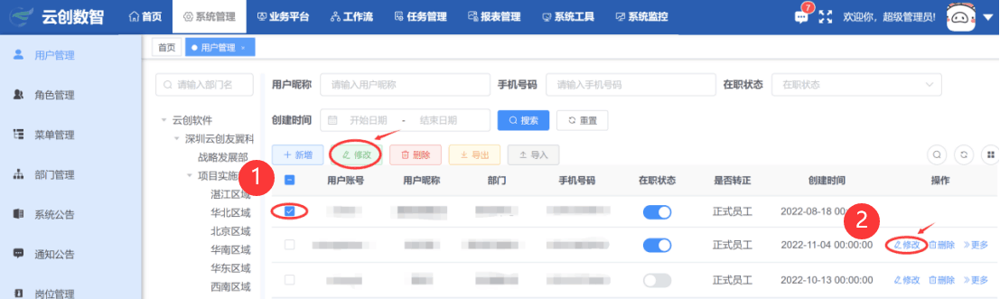 云创数智 首页 系统管理 业务平台 工作流 任务管理 报表管理 系统工具 系统监控 7 欢迎你，超级管理员!
用户管理
角色管理
菜单管理
部门管理
系统公告
通知公告
岗位管理
首页 用户管理 ×
请输入部门名
云创软件
深圳云创友翼科
战略发展部
项目实施
湛江区域
华北区域
北京区域
华南区域
华东区域
西南区域
用户昵称 请输入用户昵称 手机号码 请输入手机号码 在职状态 在职状态
创建时间 开始日期 - 结束日期 搜索 重置
+ 新增 修改 删除 导出 导入
1
用户账号 用户昵称 部门 手机号码 在职状态 是否转正 创建时间 操作
正式员工 2022-08-18 00:
2
正式员工 2022-11-04 00:00:00 修改 删除 更多
正式员工 2022-10-13 00:00:00 修改 删除 更多